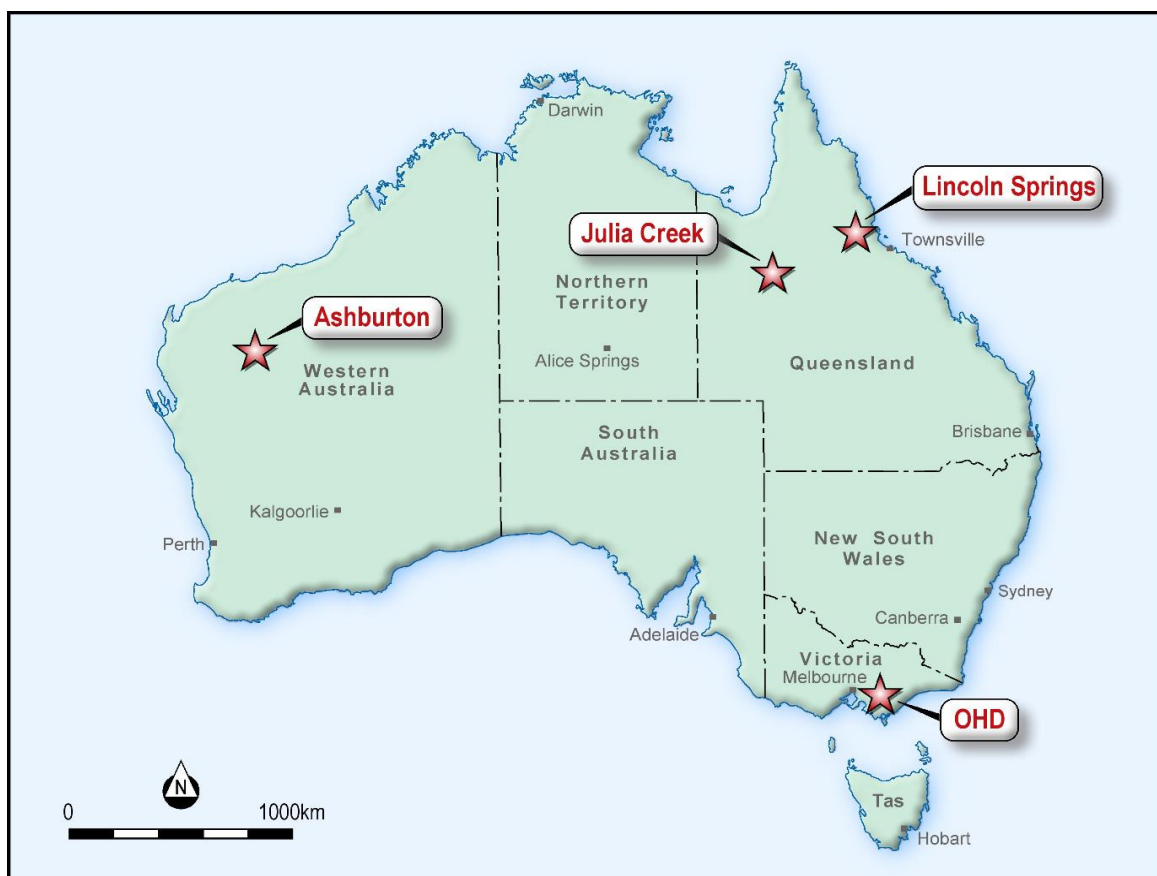 Darwin
Lincoln Springs
Julia Creek
Townsville
Northern
Territory
Ashburton
Alice Springs
Queensland
Western
Australia
South
Australia
Brisbane
Kalgoorlie
Perth
New South
Wales
Sydney
Canberra
Adelaide
Victoria
Melbourne
OHD
N
0 1000km
Tas
Hobart